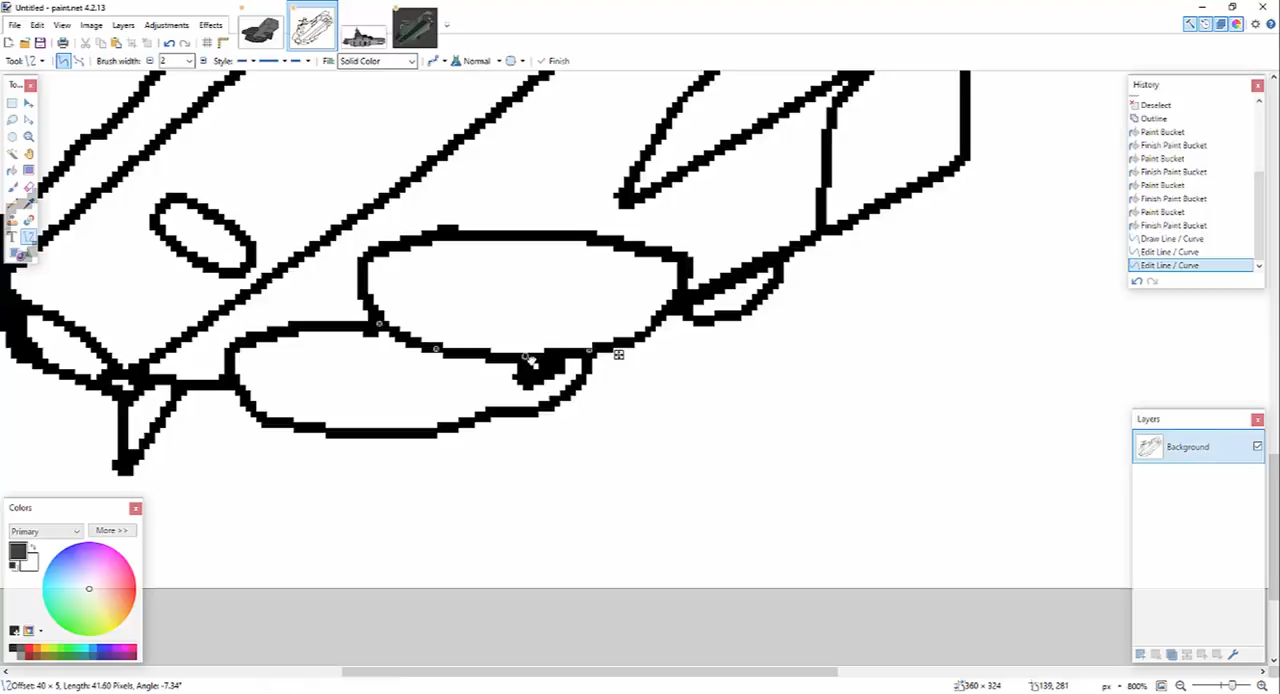 Untitled - paint.net 4.2.13
File Edit View Image Layers Adjustments Effects
Tool: Brush width: 2 Style: Fill: Solid Color Normal Finish
To...
History
Deselect
Outline
Paint Bucket
Finish Paint Bucket
Paint Bucket
Finish Paint Bucket
Paint Bucket
Finish Paint Bucket
Paint Bucket
Finish Paint Bucket
Draw Line / Curve
Edit Line / Curve
Edit Line / Curve
Layers
Background
Colors
Primary More >>
Offset: 40 × 5, Length: 41.60 Pixels, Angle: -7.34° 360 × 324 139, 281 px 800%